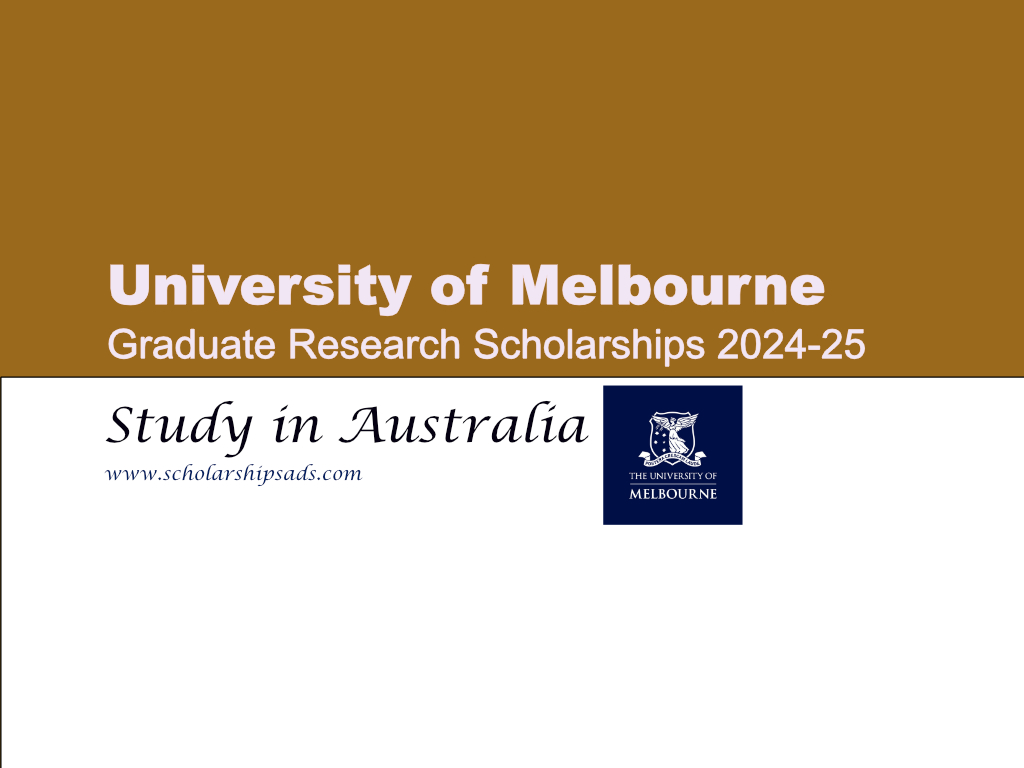 University of Melbourne
Graduate Research Scholarships 2024-25
Study in Australia
www.scholarshipsads.com
THE UNIVERSITY OF
MELBOURNE